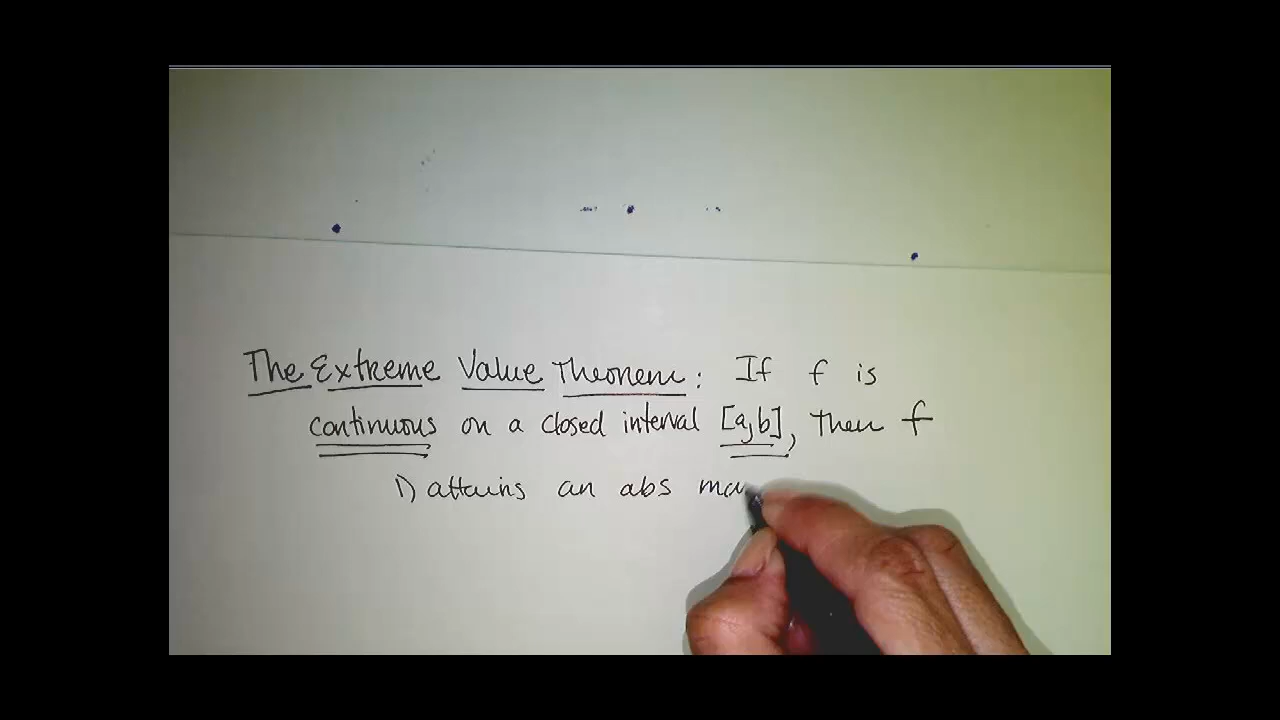 The Extreme Value Theorem: If f is
continuous on a closed interval [a,b], then f
1) attains an abs